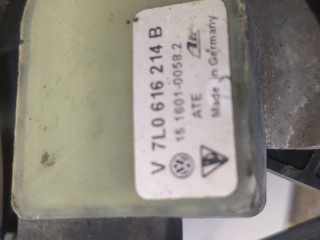 V 7L0 616 214 B
15.1601-0058.2
ATE
Made in Germany